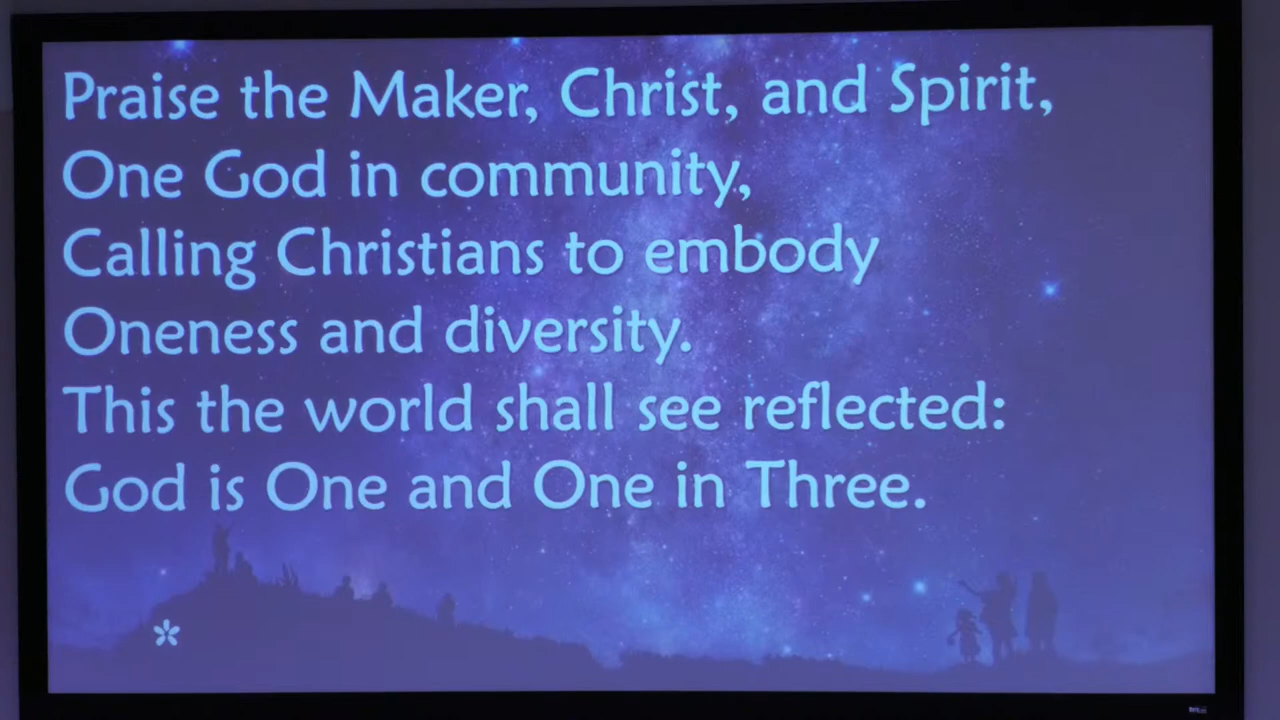 Praise the Maker, Christ, and Spirit,
One God in community,
Calling Christians to embody
Oneness and diversity.
This the world shall see reflected:
God is One and One in Three.
*